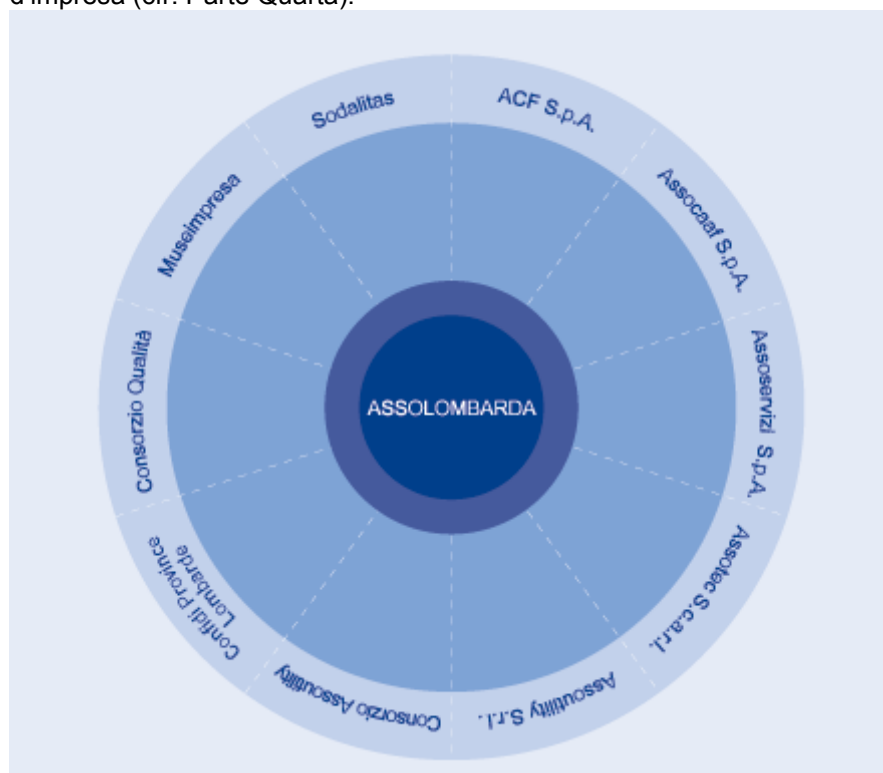 d'impresa (cfr. Parte Quarta).
ACF S.p.A.
Assocaaf S.p.A.
Assoservizi S.p.A.
Assotec S.c.a.r.l.
Assoutility S.r.l.
Consorzio Assoutility
Confidi Province
Lombarde
Consorzio Qualità
Museimpresa
Sodalitas
ASSOLOMBARDA